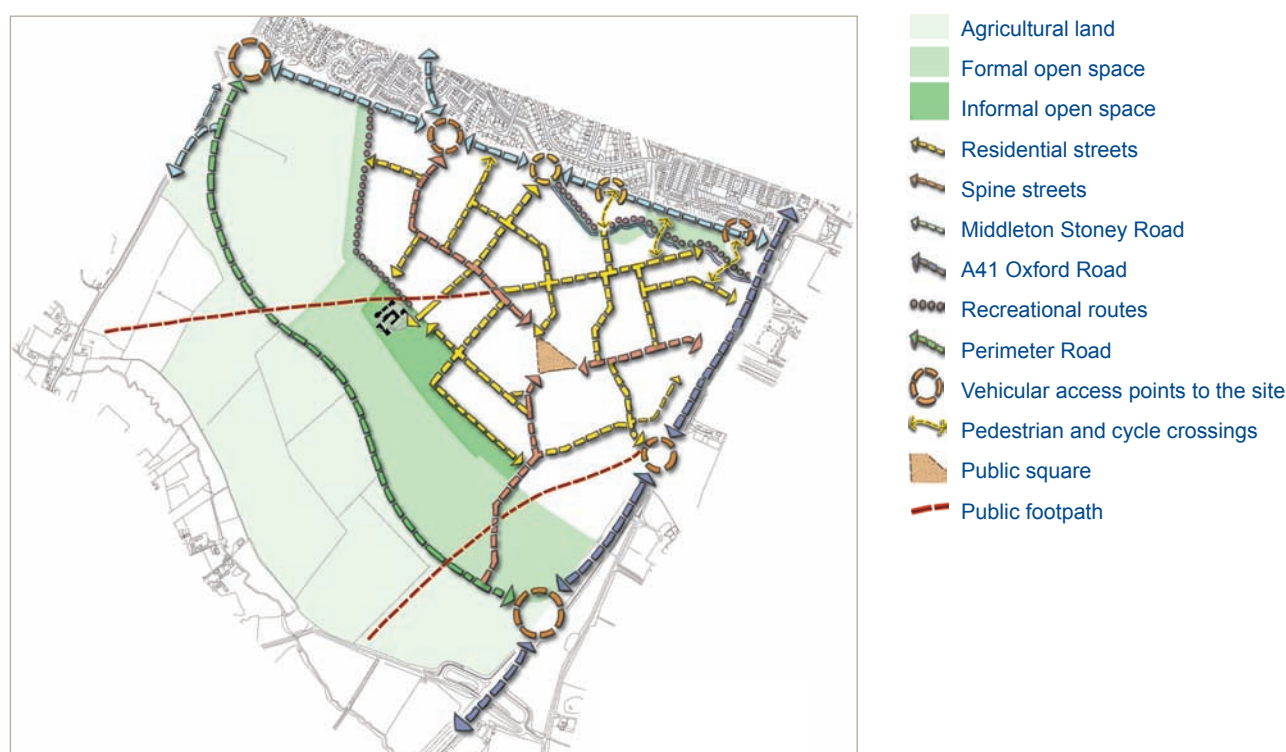 Agricultural land
Formal open space
Informal open space
Residential streets
Spine streets
Middleton Stoney Road
A41 Oxford Road
Recreational routes
Perimeter Road
Vehicular access points to the site
Pedestrian and cycle crossings
Public square
Public footpath